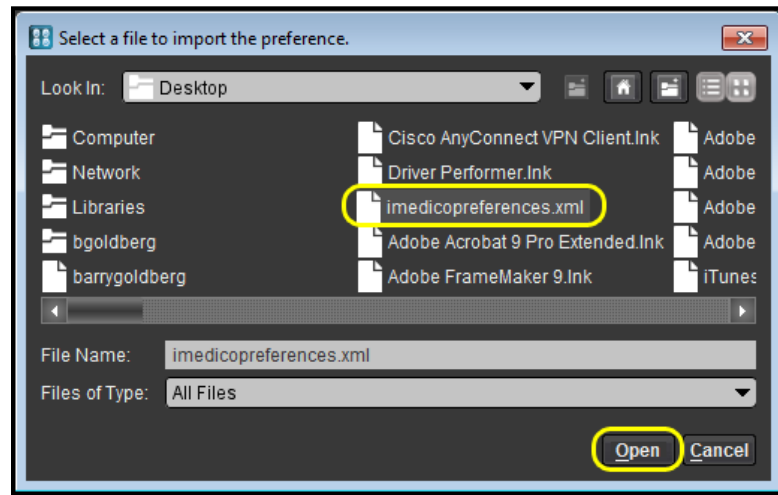 Select a file to import the preference.
Look In: Desktop
Computer
Network
Libraries
bgoldberg
barrygoldberg
Cisco AnyConnect VPN Client.lnk
Driver Performer.lnk
imedicopreferences.xml
Adobe Acrobat 9 Pro Extended.lnk
Adobe FrameMaker 9.lnk
Adobe
Adobe
Adobe
Adobe
iTunes
File Name: imedicopreferences.xml
Files of Type: All Files
Open Cancel